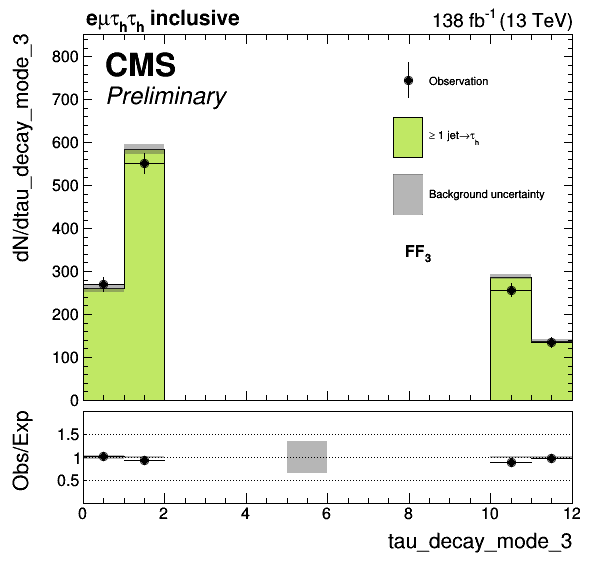 eμτhτh inclusive 138 fb-1 (13 TeV)
CMS
Preliminary
dN/dtau_decay_mode_3
800
700
600
500
400
300
200
100
0
Observation
≥ 1 jet→τh
Background uncertainty
FF3
Obs/Exp
1.5
1
0.5
0 2 4 6 8 10 12
tau_decay_mode_3